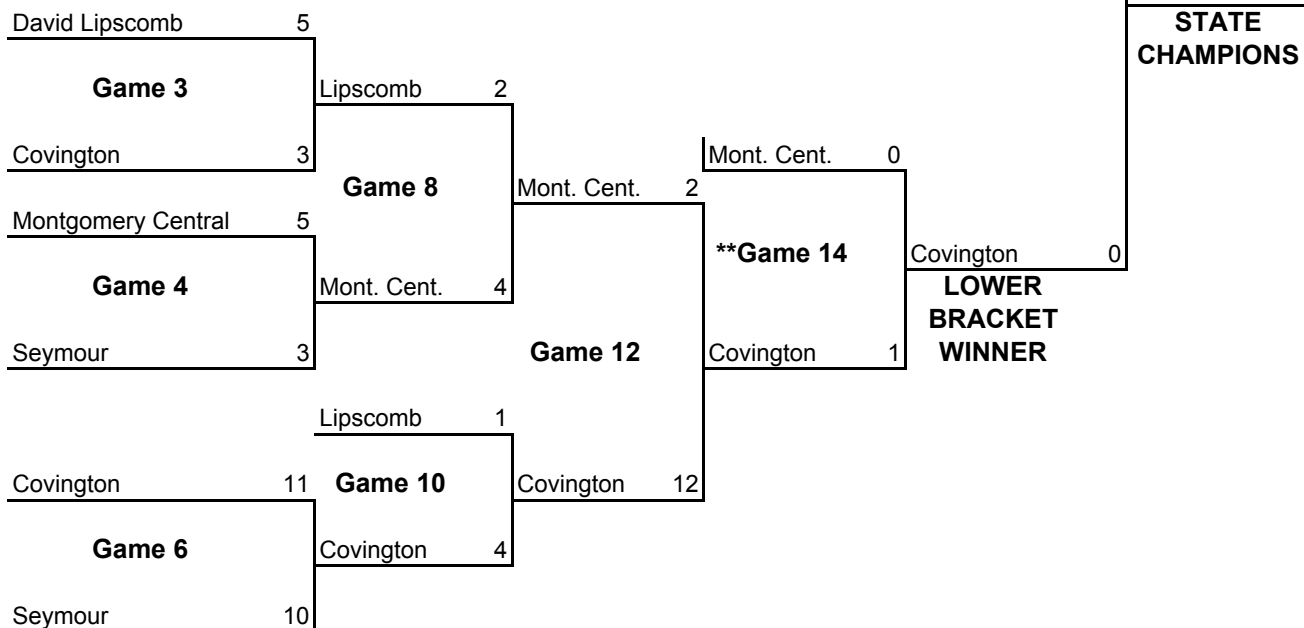 STATE
CHAMPIONS
David Lipscomb 5
Game 3
Lipscomb 2
Covington 3
Mont. Cent. 0
Game 8
Mont. Cent. 2
Montgomery Central 5
**Game 14
Covington 0
Game 4
Mont. Cent. 4
LOWER
BRACKET
WINNER
Seymour 3
Game 12
Covington 1
Lipscomb 1
Covington 11
Game 10
Covington 12
Game 6
Covington 4
Seymour 10